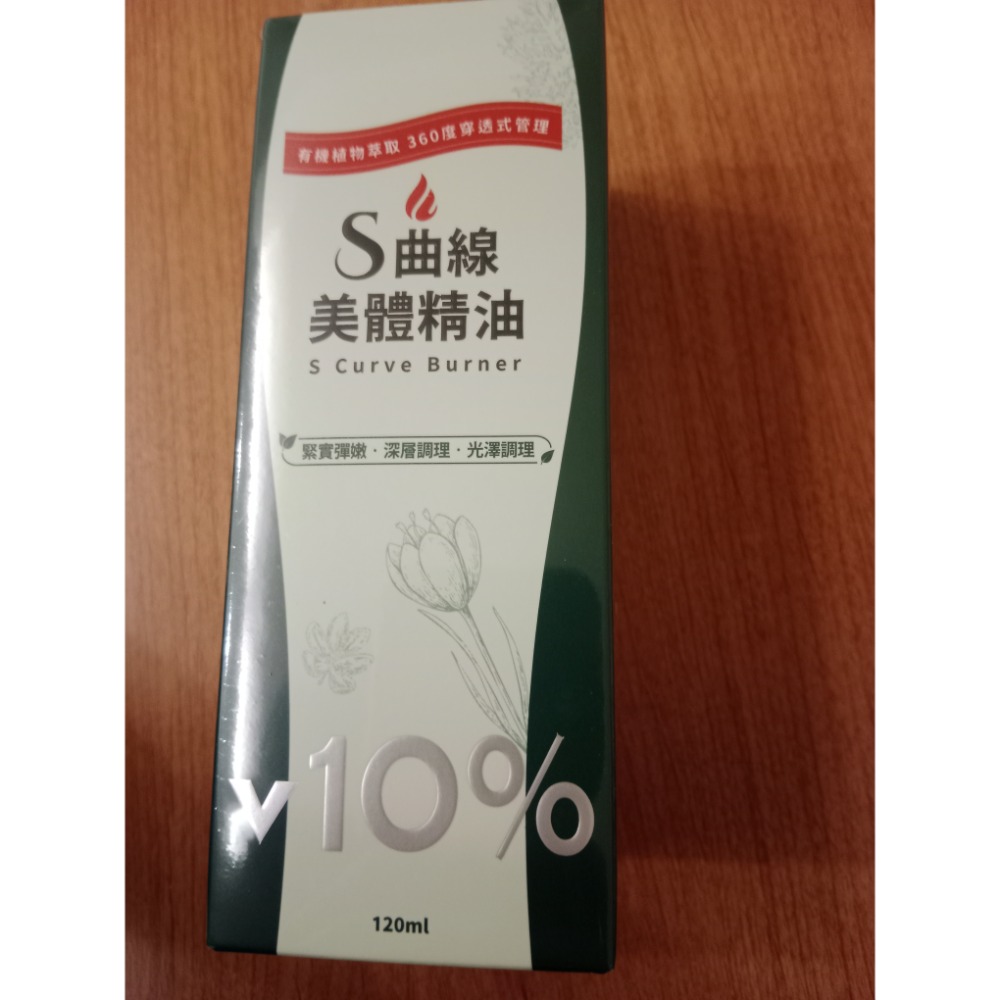 有機植物萃取 360度穿透式管理
S曲線
美體精油
S Curve Burner
緊實彈嫩·深層調理·光澤調理
v10%
120ml